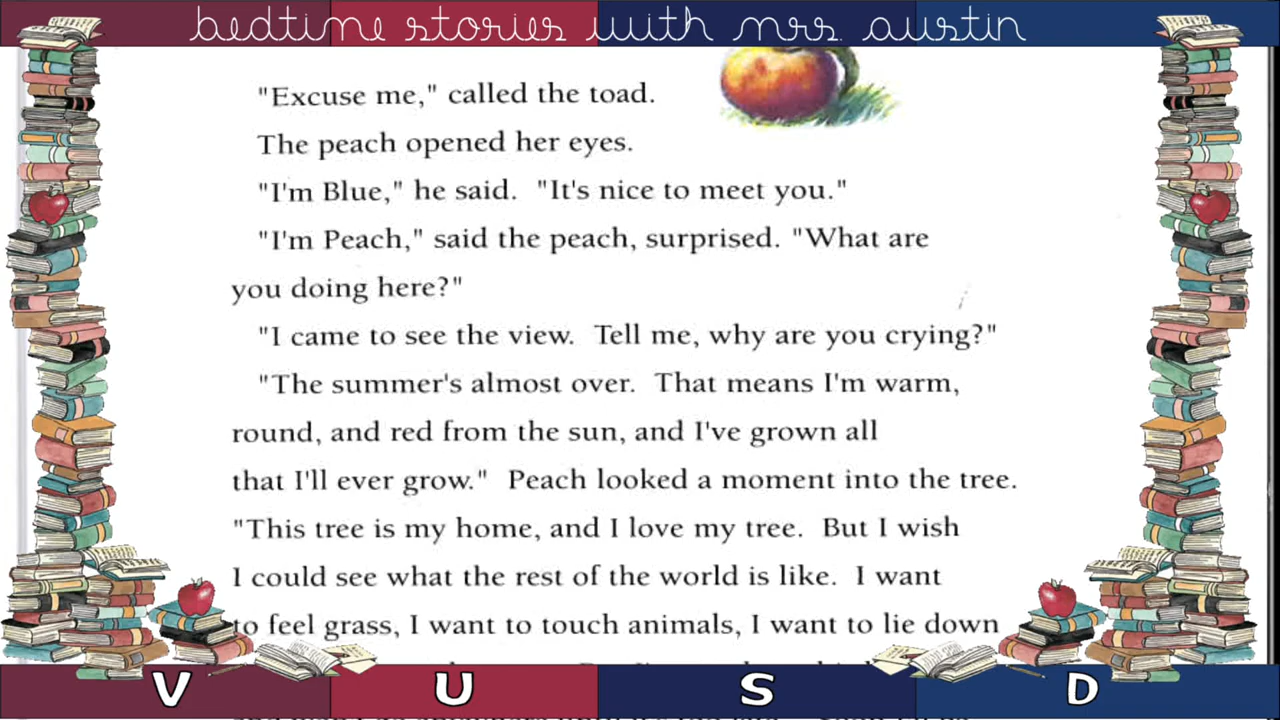 bedtime stories with mrs. austin
"Excuse me," called the toad.
The peach opened her eyes.
"I'm Blue," he said. "It's nice to meet you."
"I'm Peach," said the peach, surprised. "What are
you doing here?"
"I came to see the view. Tell me, why are you crying?"
"The summer's almost over. That means I'm warm,
round, and red from the sun, and I've grown all
that I'll ever grow." Peach looked a moment into the tree.
"This tree is my home, and I love my tree. But I wish
I could see what the rest of the world is like. I want
to feel grass, I want to touch animals, I want to lie down
V U S D